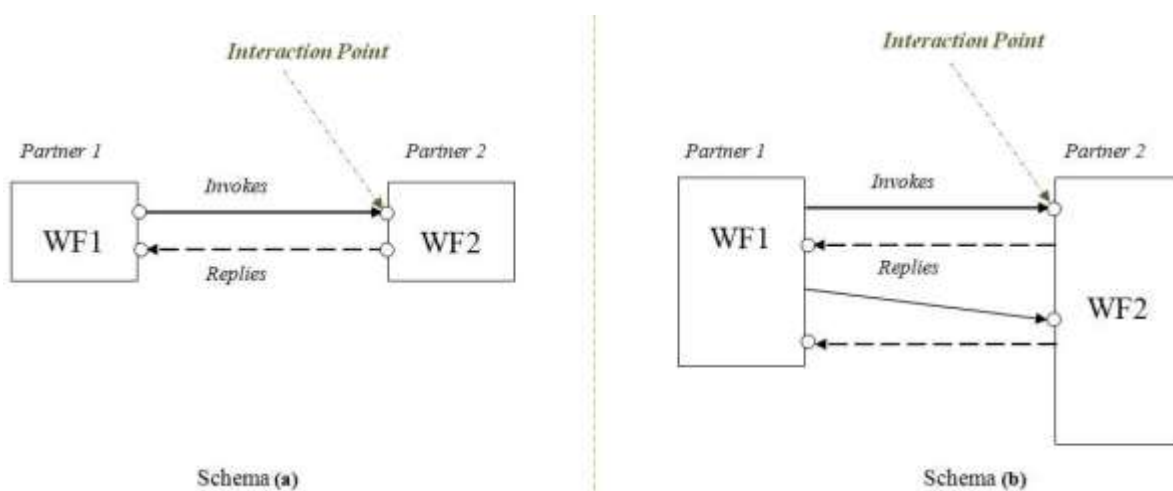 Interaction Point
Partner 1
Partner 2
Invokes
WF1
WF2
Replies
Schema (a)
Interaction Point
Partner 1
Partner 2
Invokes
WF1
Replies
WF2
Schema (b)